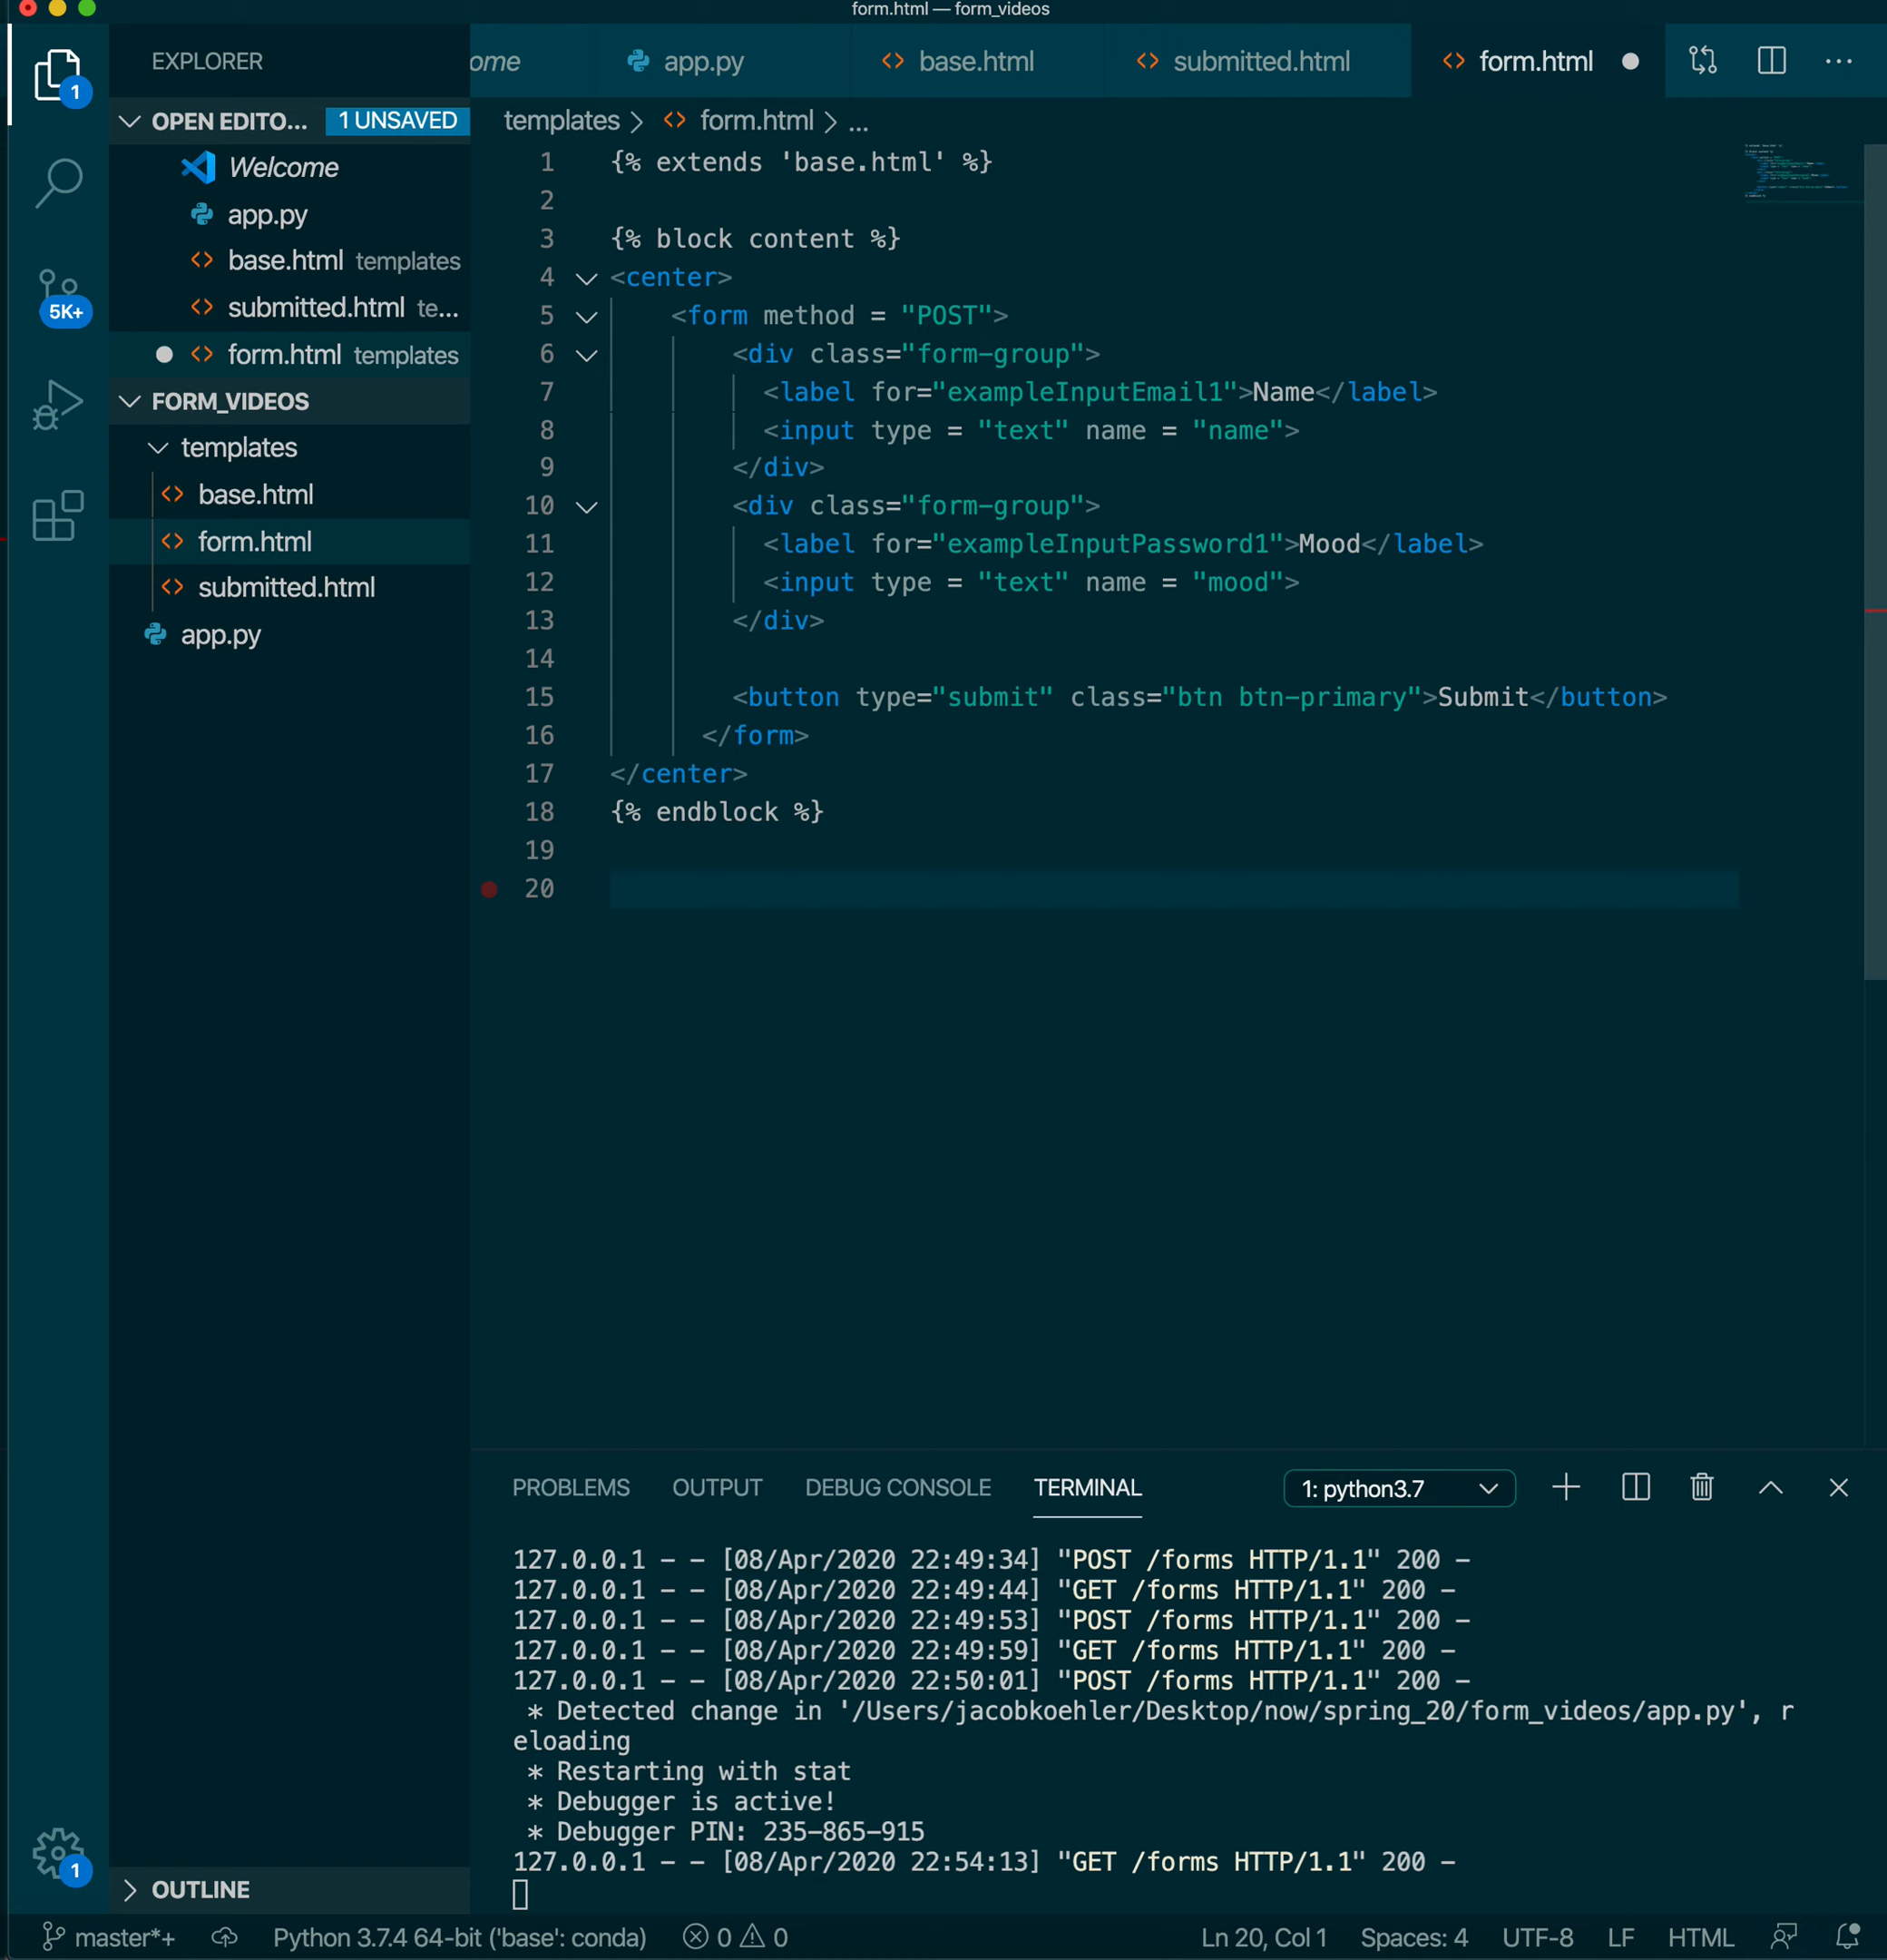 form.html — form_videos
EXPLORER
ome
app.py
base.html
submitted.html
form.html
1
OPEN EDITO...
1 UNSAVED
Welcome
app.py
base.html templates
submitted.html te...
form.html templates
5K+
FORM_VIDEOS
templates
base.html
form.html
submitted.html
app.py
templates > form.html > ...
1 {% extends 'base.html' %}
2
3 {% block content %}
4 <center>
5 <form method = "POST">
6 <div class="form-group">
7 <label for="exampleInputEmail1">Name</label>
8 <input type = "text" name = "name">
9 </div>
10 <div class="form-group">
11 <label for="exampleInputPassword1">Mood</label>
12 <input type = "text" name = "mood">
13 </div>
14
15 <button type="submit" class="btn btn-primary">Submit</button>
16 </form>
17 </center>
18 {% endblock %}
19
20
PROBLEMS OUTPUT DEBUG CONSOLE TERMINAL 1: python3.7
127.0.0.1 - - [08/Apr/2020 22:49:34] "POST /forms HTTP/1.1" 200 -
127.0.0.1 - - [08/Apr/2020 22:49:44] "GET /forms HTTP/1.1" 200 -
127.0.0.1 - - [08/Apr/2020 22:49:53] "POST /forms HTTP/1.1" 200 -
127.0.0.1 - - [08/Apr/2020 22:49:59] "GET /forms HTTP/1.1" 200 -
127.0.0.1 - - [08/Apr/2020 22:50:01] "POST /forms HTTP/1.1" 200 -
* Detected change in '/Users/jacobkoehler/Desktop/now/spring_20/form_videos/app.py', r
eloading
* Restarting with stat
* Debugger is active!
* Debugger PIN: 235-865-915
127.0.0.1 - - [08/Apr/2020 22:54:13] "GET /forms HTTP/1.1" 200 -
1
OUTLINE
master*+ Python 3.7.4 64-bit ('base': conda) 0 0 Ln 20, Col 1 Spaces: 4 UTF-8 LF HTML